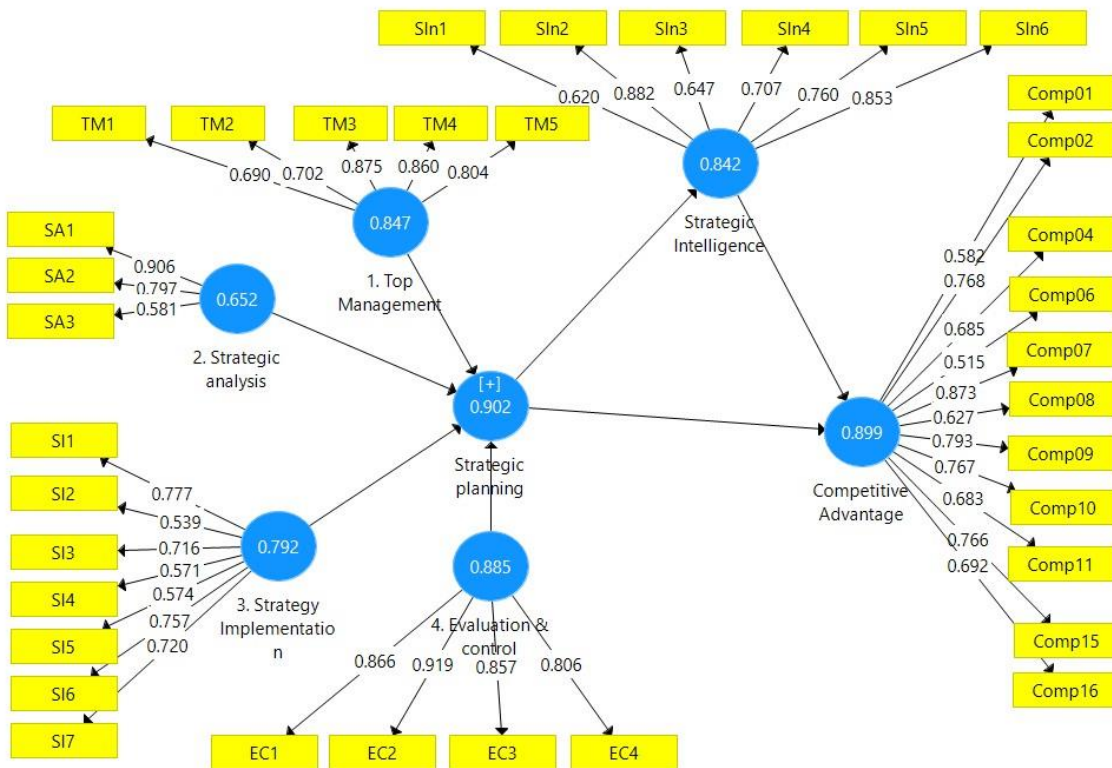 SIn1
SIn2
SIn3
SIn4
SIn5
SIn6
0.620
0.882
0.647
0.707
0.760
0.853
0.842
Strategic
Intelligence
TM1
TM2
TM3
TM4
TM5
0.690
0.702
0.875
0.860
0.804
0.847
1. Top
Management
SA1
SA2
SA3
0.906
0.797
0.581
0.652
2. Strategic
analysis
[+]
0.902
Strategic
planning
SI1
SI2
SI3
SI4
SI5
SI6
SI7
0.777
0.539
0.716
0.571
0.574
0.757
0.720
0.792
3. Strategy
Implementatio
n
0.885
4. Evaluation &
control
0.866
0.919
0.857
0.806
EC1
EC2
EC3
EC4
0.899
Competitive
Advantage
0.582
0.768
0.685
0.515
0.873
0.627
0.793
0.767
0.683
0.766
0.692
Comp01
Comp02
Comp04
Comp06
Comp07
Comp08
Comp09
Comp10
Comp11
Comp15
Comp16